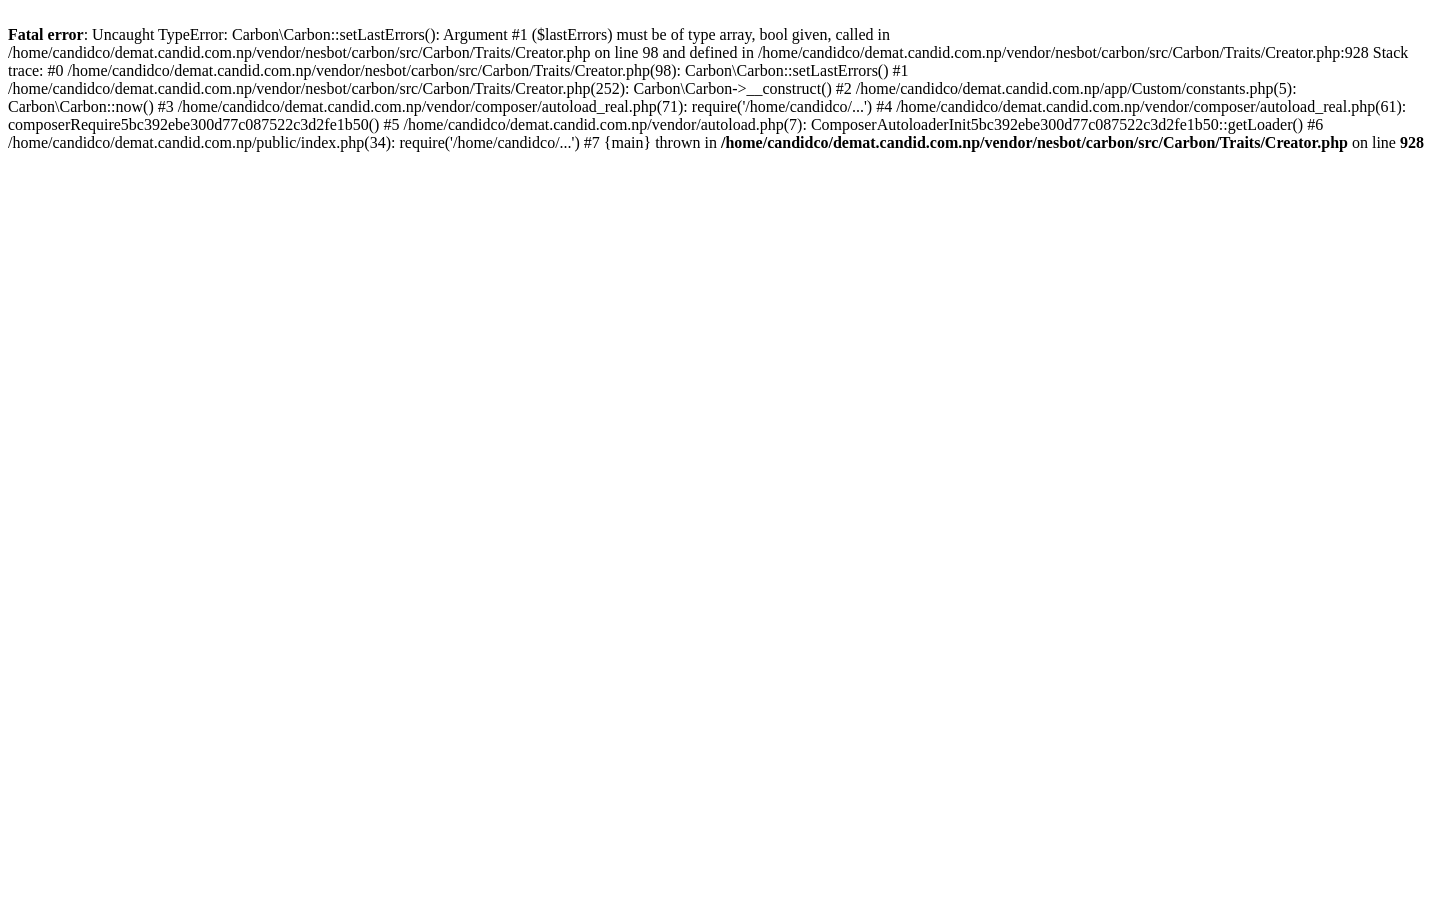 Fatal error: Uncaught TypeError: Carbon\Carbon::setLastErrors(): Argument #1 ($lastErrors) must be of type array, bool given, called in
/home/candidco/demat.candid.com.np/vendor/nesbot/carbon/src/Carbon/Traits/Creator.php on line 98 and defined in /home/candidco/demat.candid.com.np/vendor/nesbot/carbon/src/Carbon/Traits/Creator.php:928 Stack
trace: #0 /home/candidco/demat.candid.com.np/vendor/nesbot/carbon/src/Carbon/Traits/Creator.php(98): Carbon\Carbon::setLastErrors() #1
/home/candidco/demat.candid.com.np/vendor/nesbot/carbon/src/Carbon/Traits/Creator.php(252): Carbon\Carbon->__construct() #2 /home/candidco/demat.candid.com.np/app/Custom/constants.php(5):
Carbon\Carbon::now() #3 /home/candidco/demat.candid.com.np/vendor/composer/autoload_real.php(71): require('/home/candidco/...') #4 /home/candidco/demat.candid.com.np/vendor/composer/autoload_real.php(61):
composerRequire5bc392ebe300d77c087522c3d2fe1b50() #5 /home/candidco/demat.candid.com.np/vendor/autoload.php(7): ComposerAutoloaderInit5bc392ebe300d77c087522c3d2fe1b50::getLoader() #6
/home/candidco/demat.candid.com.np/public/index.php(34): require('/home/candidco/...') #7 {main} thrown in /home/candidco/demat.candid.com.np/vendor/nesbot/carbon/src/Carbon/Traits/Creator.php on line 928